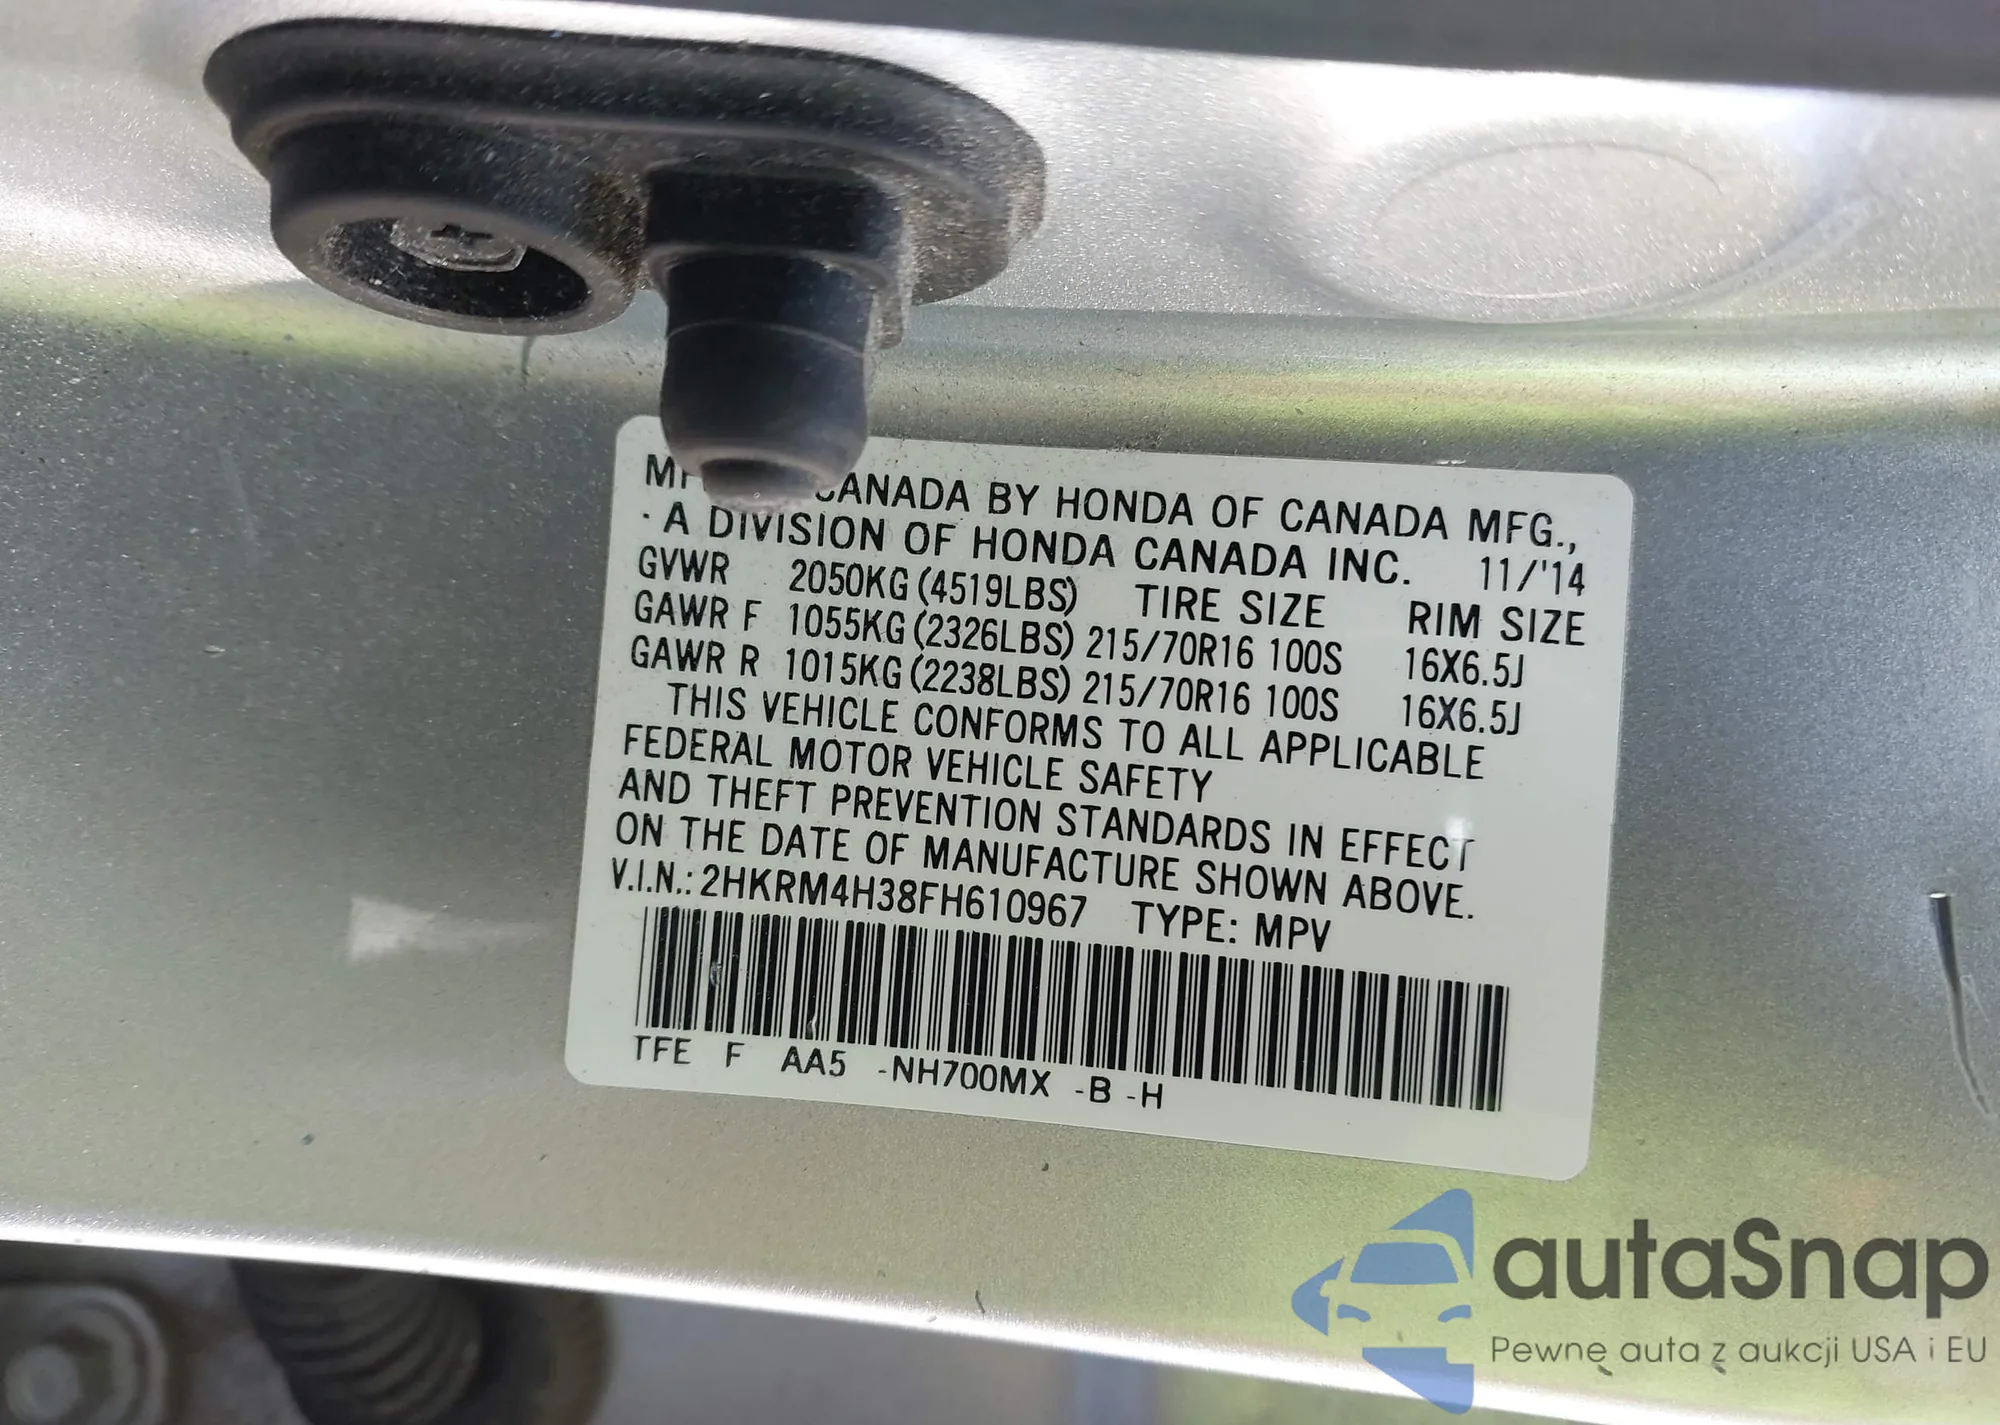 CANADA BY HONDA OF CANADA MFG.,
· A DIVISION OF HONDA CANADA INC. 11/'14
GVWR 2050KG (4519LBS) TIRE SIZE RIM SIZE
GAWR F 1055KG (2326LBS) 215/70R16 100S 16X6.5J
GAWR R 1015KG (2238LBS) 215/70R16 100S 16X6.5J
THIS VEHICLE CONFORMS TO ALL APPLICABLE
FEDERAL MOTOR VEHICLE SAFETY
AND THEFT PREVENTION STANDARDS IN EFFECT
ON THE DATE OF MANUFACTURE SHOWN ABOVE.
V.I.N.: 2HKRM4H38FH610967 TYPE: MPV
TFE F AA5 -NH700MX -B -H
autaSnap
Pewne auta z aukcji USA i EU